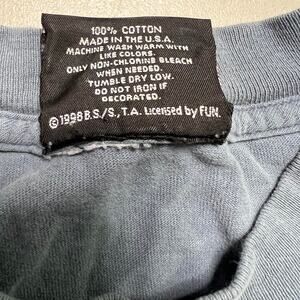 100% COTTON
MADE IN THE U.S.A.
MACHINE WASH WARM WITH
LIKE COLORS.
ONLY NON-CHLORINE BLEACH
WHEN NEEDED.
TUMBLE DRY LOW.
DO NOT IRON IF
DECORATED.
©1998 B.S./S.,T.A. Licensed by FUN.